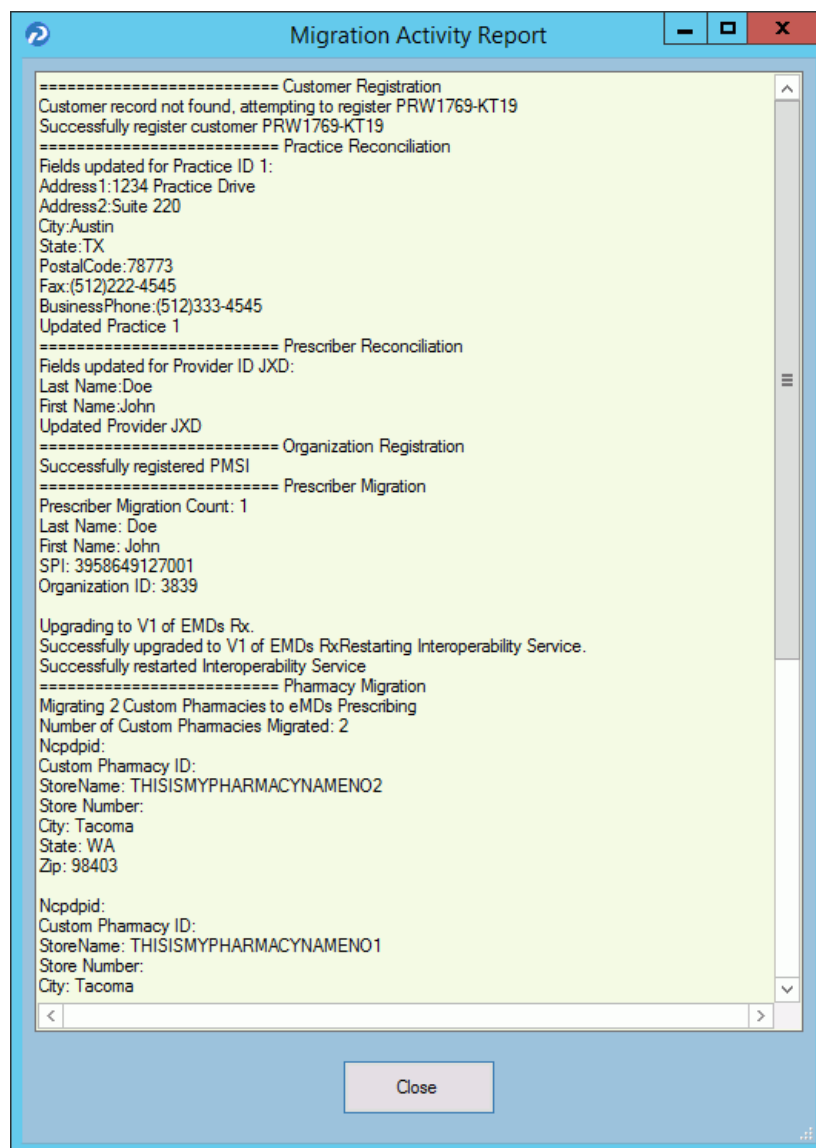 Migration Activity Report
========================== Customer Registration
Customer record not found, attempting to register PRW1769-KT19
Successfully register customer PRW1769-KT19
========================== Practice Reconciliation
Fields updated for Practice ID 1:
Address1:1234 Practice Drive
Address2:Suite 220
City:Austin
State:TX
PostalCode:78773
Fax:(512)222-4545
BusinessPhone:(512)333-4545
Updated Practice 1
========================== Prescriber Reconciliation
Fields updated for Provider ID JXD:
Last Name:Doe
First Name:John
Updated Provider JXD
========================== Organization Registration
Successfully registered PMSI
========================== Prescriber Migration
Prescriber Migration Count: 1
Last Name: Doe
First Name: John
SPI: 3958649127001
Organization ID: 3839
Upgrading to V1 of EMDs Rx.
Successfully upgraded to V1 of EMDs RxRestarting Interoperability Service.
Successfully restarted Interoperability Service
========================== Pharmacy Migration
Migrating 2 Custom Pharmacies to eMDs Prescribing
Number of Custom Pharmacies Migrated: 2
Ncpdpid:
Custom Pharmacy ID:
StoreName: THISISMYPHARMACYNAMENO2
Store Number:
City: Tacoma
State: WA
Zip: 98403
Ncpdpid:
Custom Pharmacy ID:
StoreName: THISISMYPHARMACYNAMENO1
Store Number:
City: Tacoma
Close